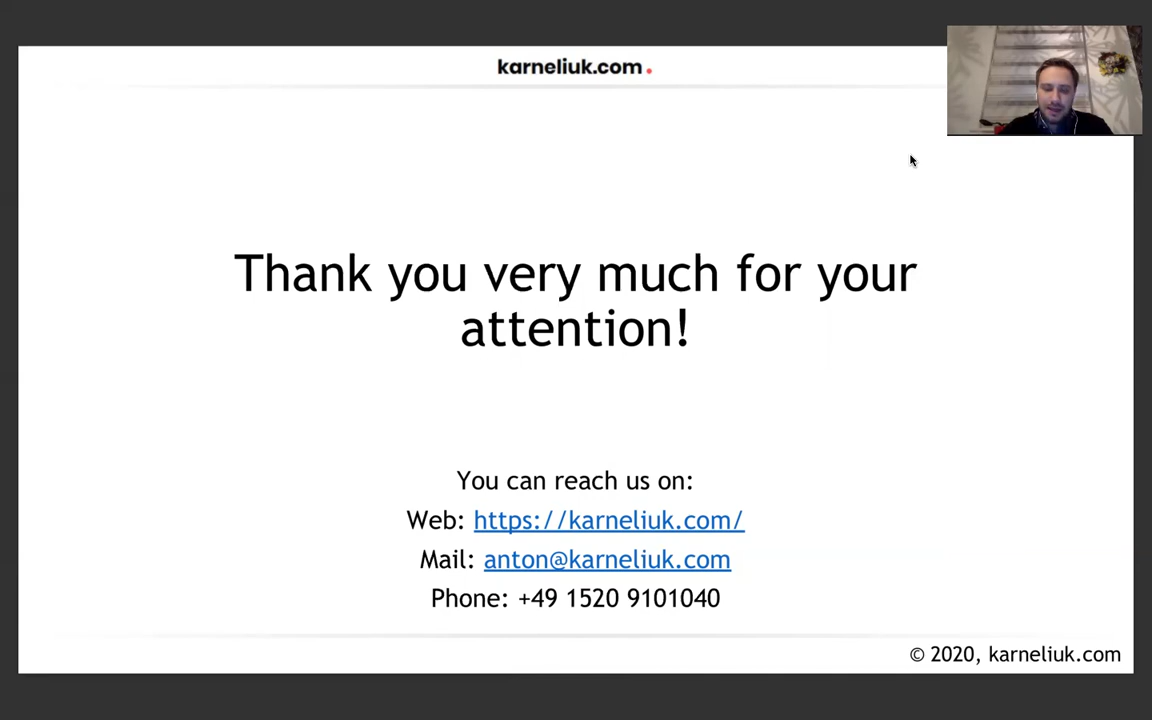 karneliuk.com.
Thank you very much for your
attention!
You can reach us on:
Web: https://karneliuk.com/
Mail: anton@karneliuk.com
Phone: +49 1520 9101040
© 2020, karneliuk.com